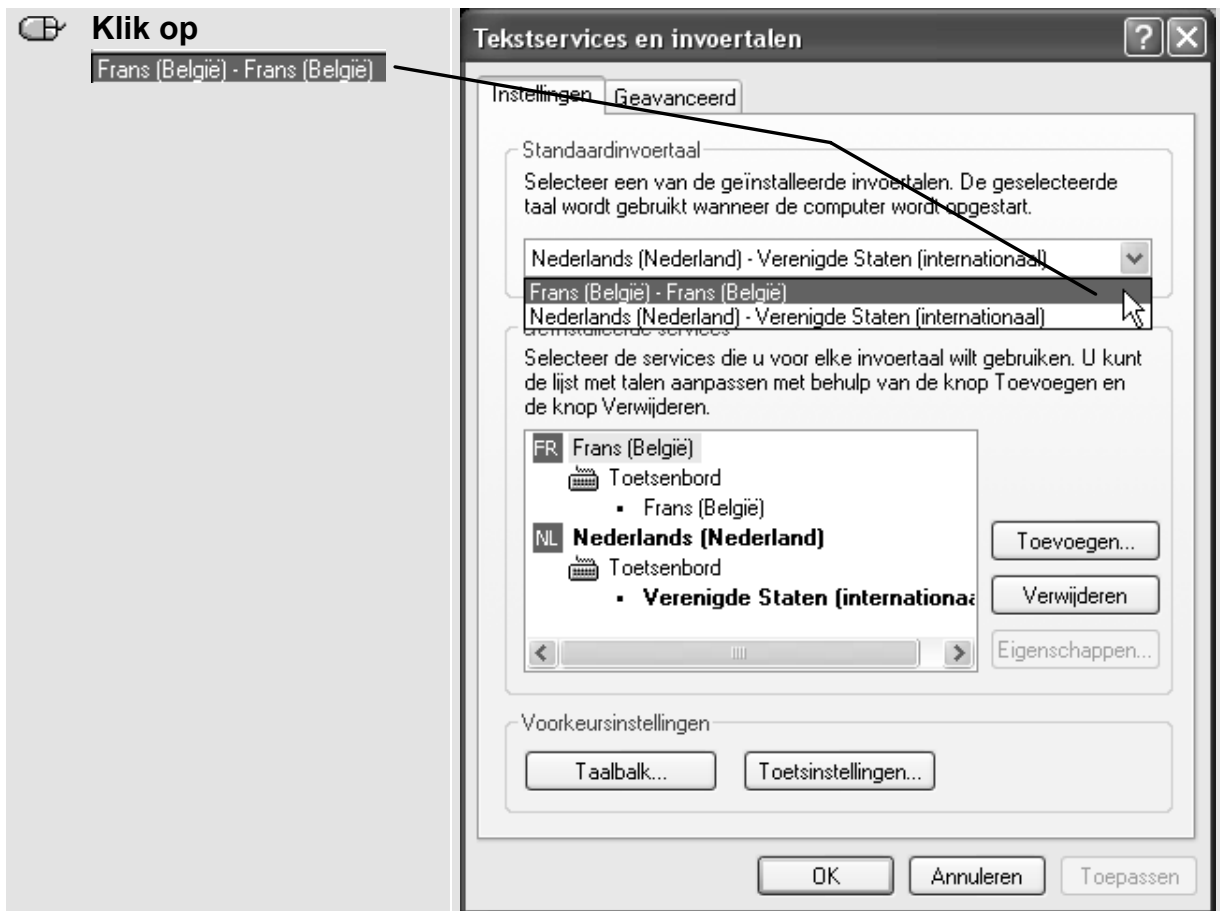 Klik op
Frans (België) - Frans (België)
Tekstservices en invoertalen
Instellingen
Geavanceerd
Standaardinvoertaal
Selecteer een van de geïnstalleerde invoertalen. De geselecteerde
taal wordt gebruikt wanneer de computer wordt opgestart.
Nederlands (Nederland) - Verenigde Staten (internationaal)
Frans (België) - Frans (België)
Nederlands (Nederland) - Verenigde Staten (internationaal)
Geïnstalleerde services
Selecteer de services die u voor elke invoertaal wilt gebruiken. U kunt
de lijst met talen aanpassen met behulp van de knop Toevoegen en
de knop Verwijderen.
FR Frans (België)
Toetsenbord
▪ Frans (België)
NL Nederlands (Nederland)
Toetsenbord
▪ Verenigde Staten (internationaa
Toevoegen...
Verwijderen
Eigenschappen...
Voorkeursinstellingen
Taalbalk...
Toetsinstellingen...
OK
Annuleren
Toepassen